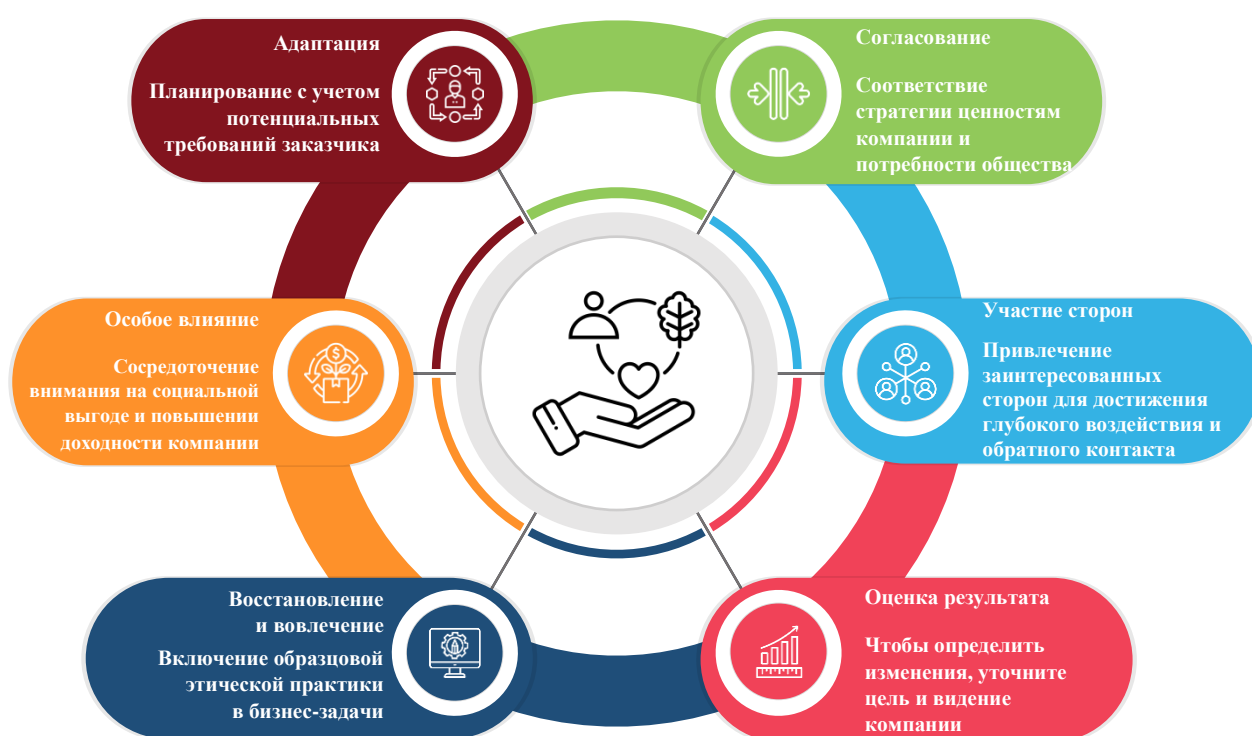 Адаптация
Планирование с учетом
потенциальных
требований заказчика
Согласование
Соответствие
стратегии ценностям
компании и
потребности общества
Особое влияние
Сосредоточение
внимания на социальной
выгоде и повышении
доходности компании
Участие сторон
Привлечение
заинтересованных
сторон для достижения
глубокого воздействия и
обратного контакта
Восстановление
и вовлечение
Включение образцовой
этической практики
в бизнес-задачи
Оценка результата
Чтобы определить
изменения, уточните
цель и видение
компании